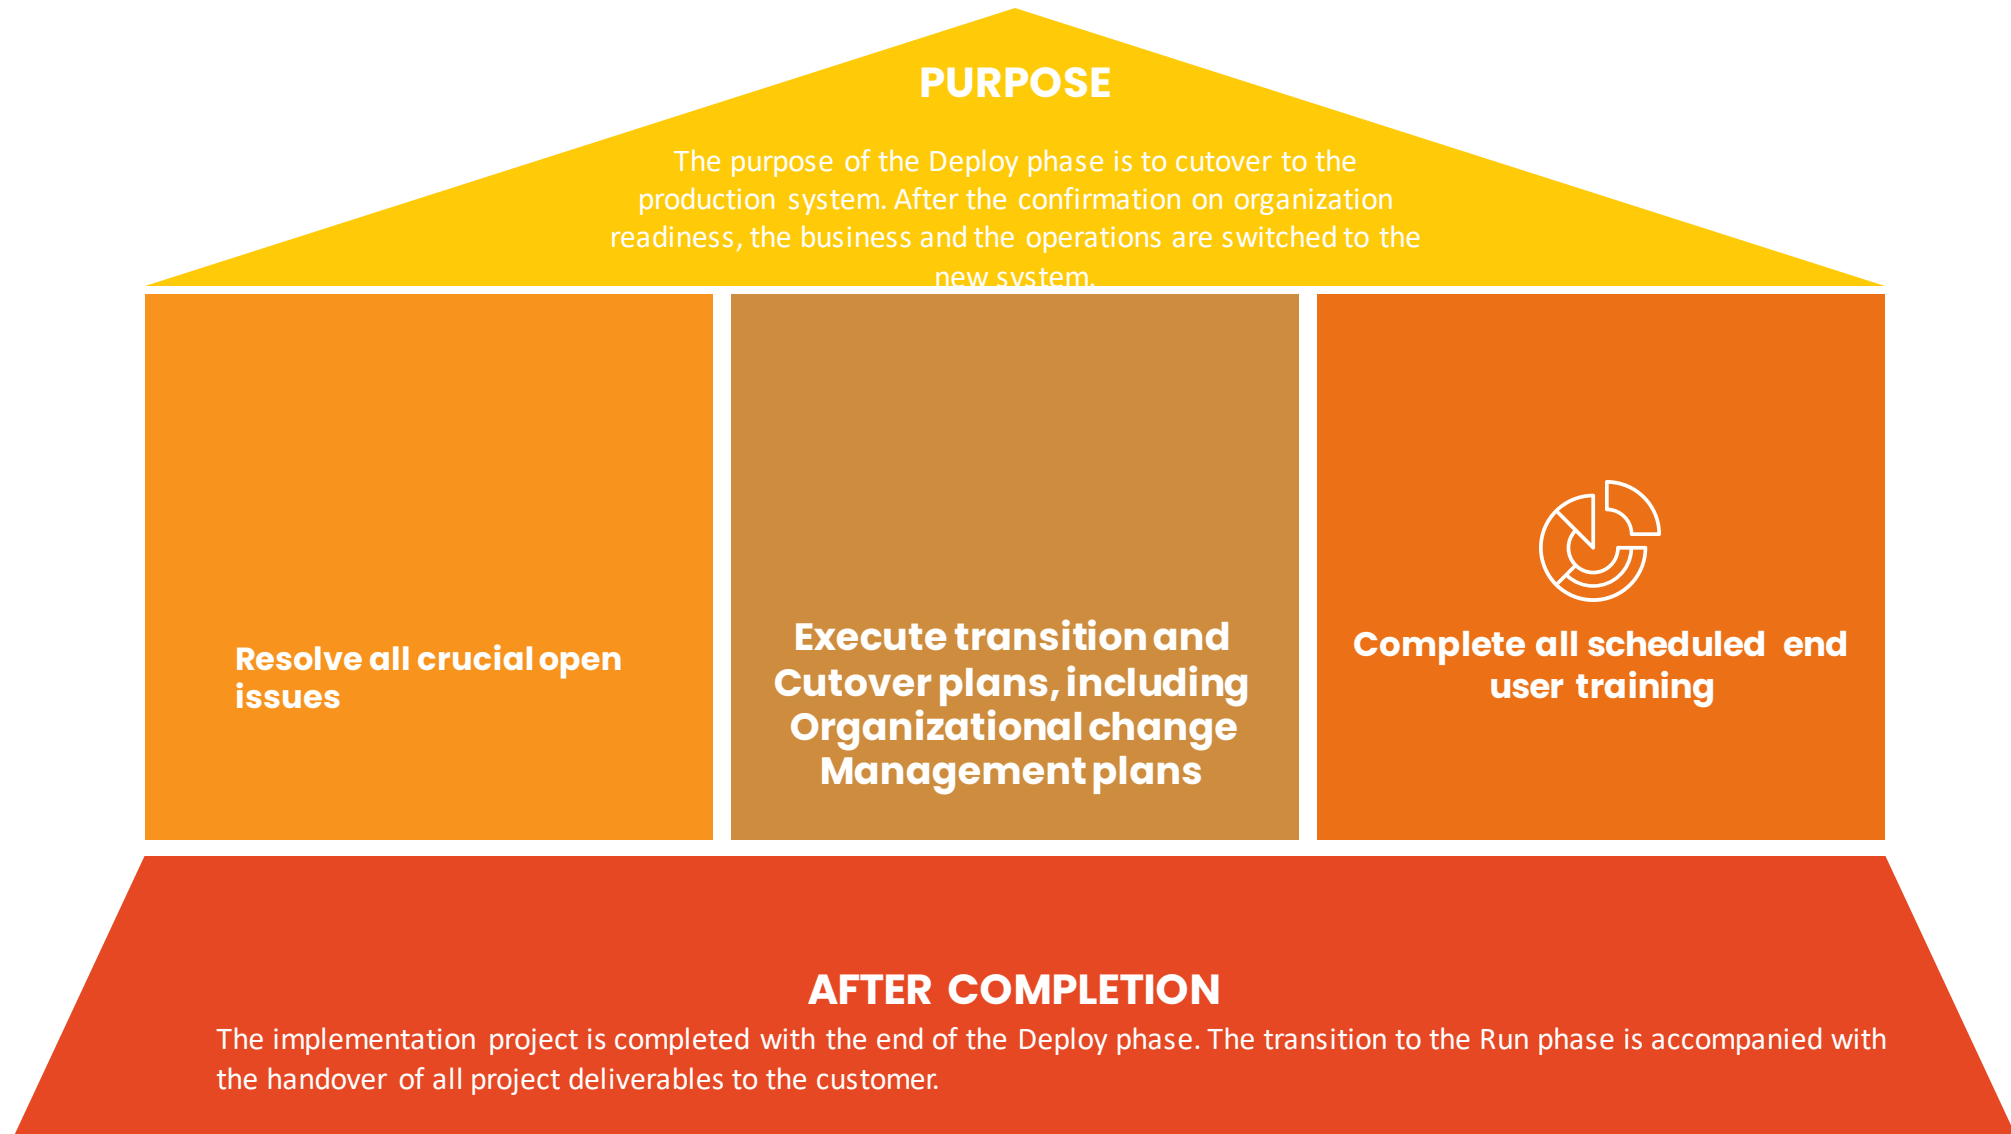 PURPOSE
The purpose of the Deploy phase is to cutover to the
production system. After the confirmation on organization
readiness, the business and the operations are switched to the
new system.
Resolve all crucial open
issues
Execute transition and
Cutover plans, including
Organizational change
Management plans
Complete all scheduled end
user training
AFTER COMPLETION
The implementation project is completed with the end of the Deploy phase. The transition to the Run phase is accompanied with
the handover of all project deliverables to the customer.